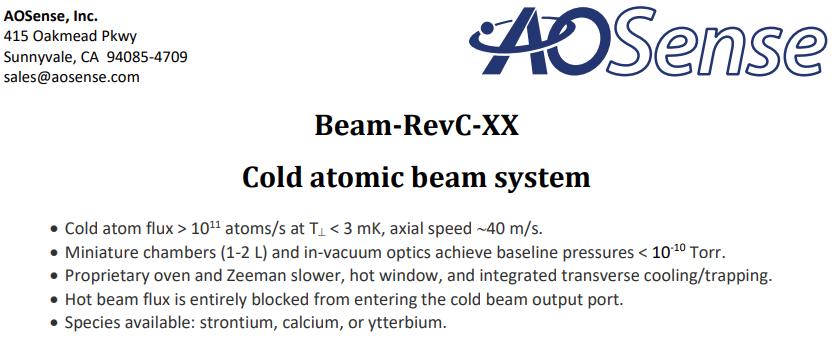 AOSense, Inc.
415 Oakmead Pkwy
Sunnyvale, CA 94085-4709
sales@aosense.com
AOSense
Beam-RevC-XX
Cold atomic beam system
• Cold atom flux > 10¹¹ atoms/s at T⊥ < 3 mK, axial speed ~40 m/s.
• Miniature chambers (1-2 L) and in-vacuum optics achieve baseline pressures < 10⁻¹⁰ Torr.
• Proprietary oven and Zeeman slower, hot window, and integrated transverse cooling/trapping.
• Hot beam flux is entirely blocked from entering the cold beam output port.
• Species available: strontium, calcium, or ytterbium.